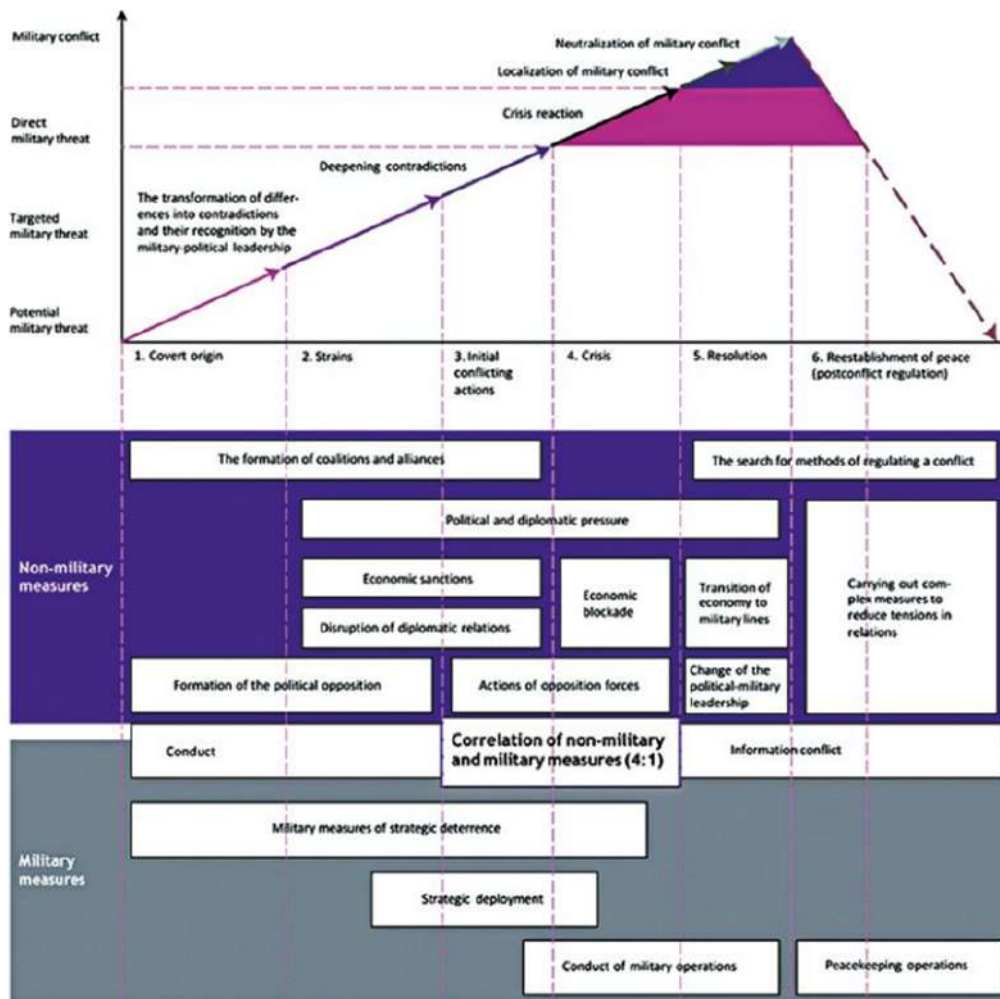 Military conflict
Neutralization of military conflict
Localization of military conflict
Direct
military threat
Crisis reaction
Deepening contradictions
The transformation of differ-
ences into contradictions
and their recognition by the
military-political leadership
Targeted
military threat
Potential
military threat
1. Covert origin
2. Strains
3. Initial
conflicting
actions
4. Crisis
5. Resolution
6. Reestablishment of peace
(postconflict regulation)
Non-military
measures
The formation of coalitions and alliances
The search for methods of regulating a conflict
Political and diplomatic pressure
Economic sanctions
Disruption of diplomatic relations
Economic
blockade
Transition of
economy to
military lines
Carrying out com-
plex measures to
reduce tensions in
relations
Formation of the political opposition
Actions of opposition forces
Change of the
political-military
leadership
Conduct
Correlation of non-military
and military measures (4:1)
Information conflict
Military
measures
Military measures of strategic deterrence
Strategic deployment
Conduct of military operations
Peacekeeping operations